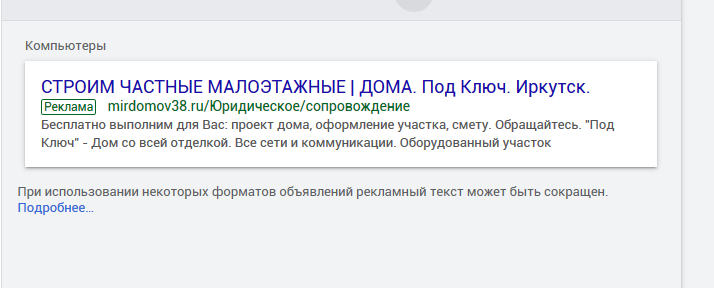 Компьютеры
СТРОИМ ЧАСТНЫЕ МАЛОЭТАЖНЫЕ | ДОМА. Под Ключ. Иркутск.
Реклама mirdomov38.ru/Юридическое/сопровождение
Бесплатно выполним для Вас: проект дома, оформление участка, смету. Обращайтесь. "Под
Ключ" - Дом со всей отделкой. Все сети и коммуникации. Оборудованный участок
При использовании некоторых форматов объявлений рекламный текст может быть сокращен.
Подробнее…